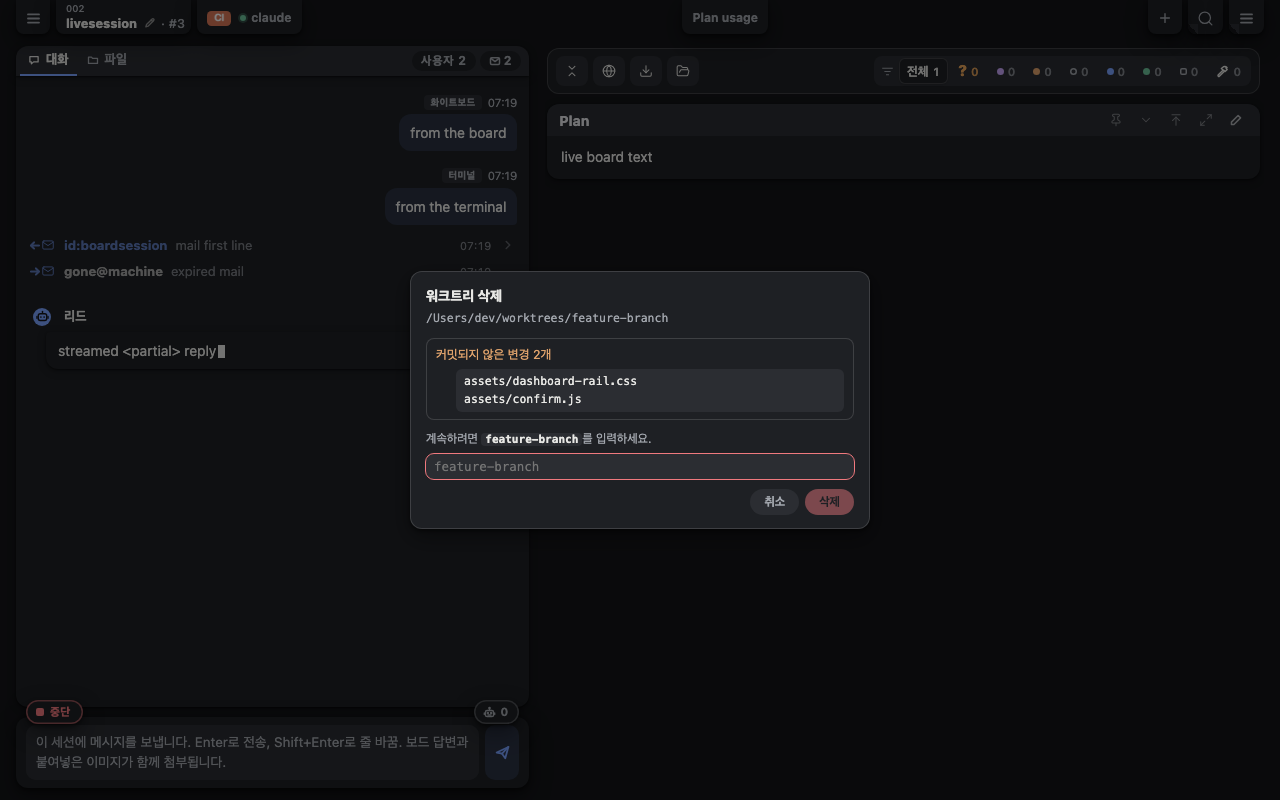 002
livesession · #3
Cl claude
Plan usage
대화
파일
사용자 2
2
전체 1
? 0
0
0
0
0
0
0
0
화이트보드 07:19
from the board
터미널 07:19
from the terminal
id:boardsession mail first line 07:19
gone@machine expired mail
리드
streamed <partial> reply
Plan
live board text
워크트리 삭제
/Users/dev/worktrees/feature-branch
커밋되지 않은 변경 2개
assets/dashboard-rail.css
assets/confirm.js
계속하려면 feature-branch 를 입력하세요.
feature-branch
취소
삭제
중단
0
이 세션에 메시지를 보냅니다. Enter로 전송, Shift+Enter로 줄 바꿈. 보드 답변과
붙여넣은 이미지가 함께 첨부됩니다.